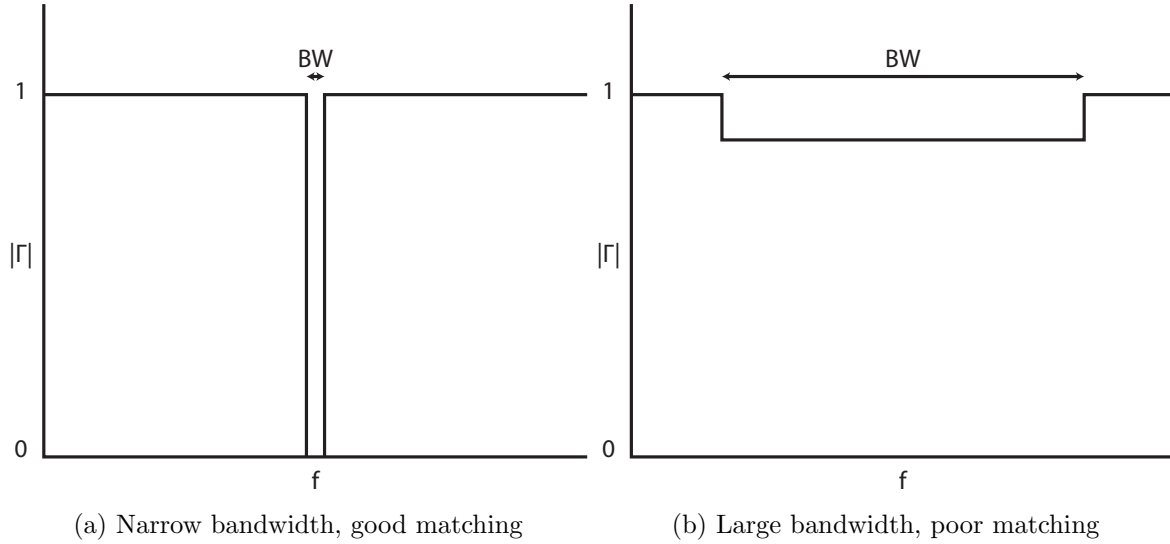 BW
1
|Γ|
0
f
(a) Narrow bandwidth, good matching
BW
1
|Γ|
0
f
(b) Large bandwidth, poor matching